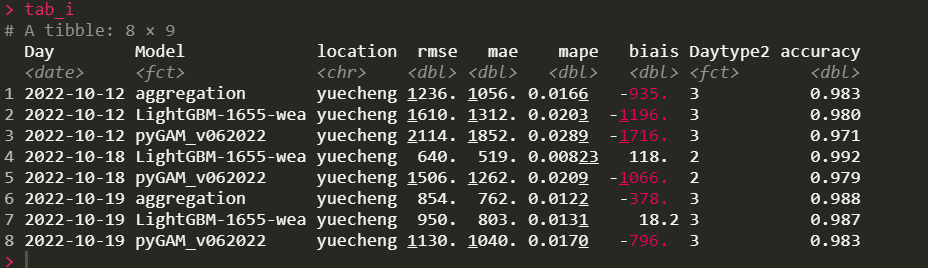 > tab_i
# A tibble: 8 × 9
Day Model location rmse mae mape biais Daytype2 accuracy
<date> <fct> <chr> <dbl> <dbl> <dbl> <dbl> <fct> <dbl>
1 2022-10-12 aggregation yuecheng 1236. 1056. 0.0166 -935. 3 0.983
2 2022-10-12 LightGBM-1655-wea yuecheng 1610. 1312. 0.0203 -1196. 3 0.980
3 2022-10-12 pyGAM_v062022 yuecheng 2114. 1852. 0.0289 -1716. 3 0.971
4 2022-10-18 LightGBM-1655-wea yuecheng 640. 519. 0.00823 118. 2 0.992
5 2022-10-18 pyGAM_v062022 yuecheng 1506. 1262. 0.0209 -1066. 2 0.979
6 2022-10-19 aggregation yuecheng 854. 762. 0.0122 -378. 3 0.988
7 2022-10-19 LightGBM-1655-wea yuecheng 950. 803. 0.0131 18.2 3 0.987
8 2022-10-19 pyGAM_v062022 yuecheng 1130. 1040. 0.0170 -796. 3 0.983
>